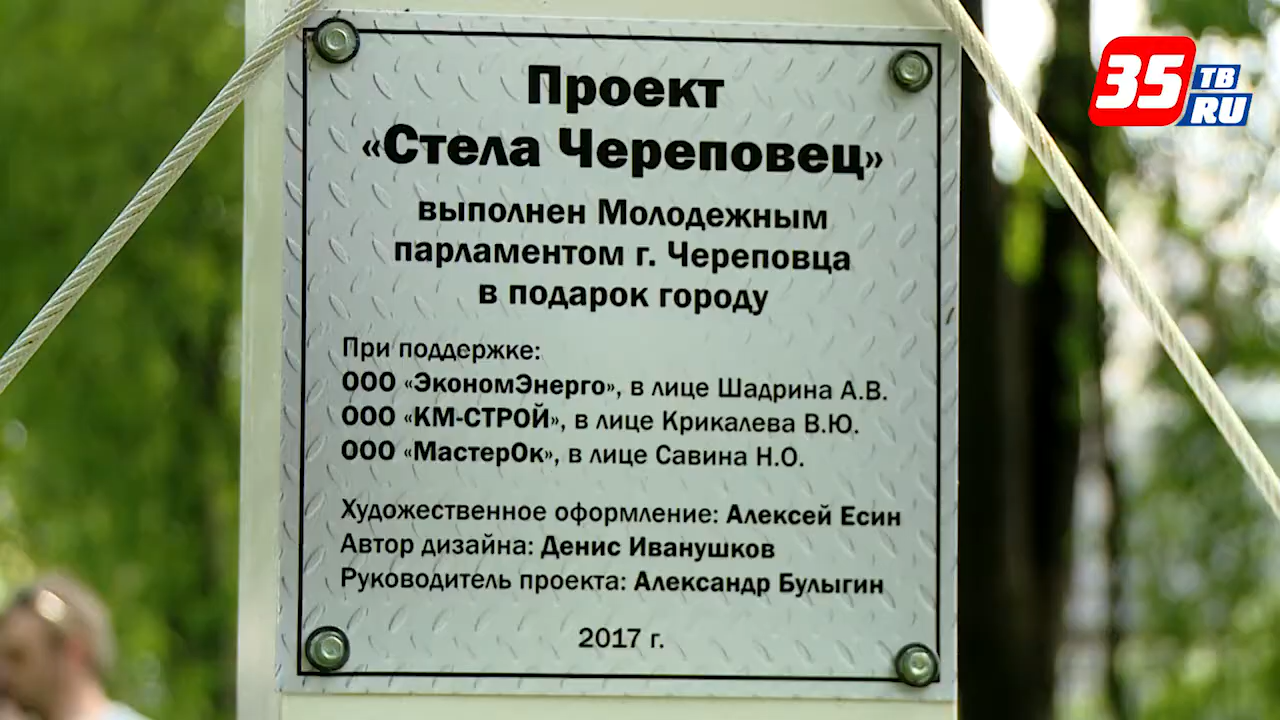 Проект
«Стела Череповец»
выполнен Молодежным
парламентом г. Череповца
в подарок городу
При поддержке:
ООО «ЭкономЭнерго», в лице Шадрина А.В.
ООО «КМ-СТРОЙ», в лице Крикалева В.Ю.
ООО «МастерОк», в лице Савина Н.О.
Художественное оформление: Алексей Есин
Автор дизайна: Денис Иванушков
Руководитель проекта: Александр Булыгин
2017 г.
35 ТВ
RU